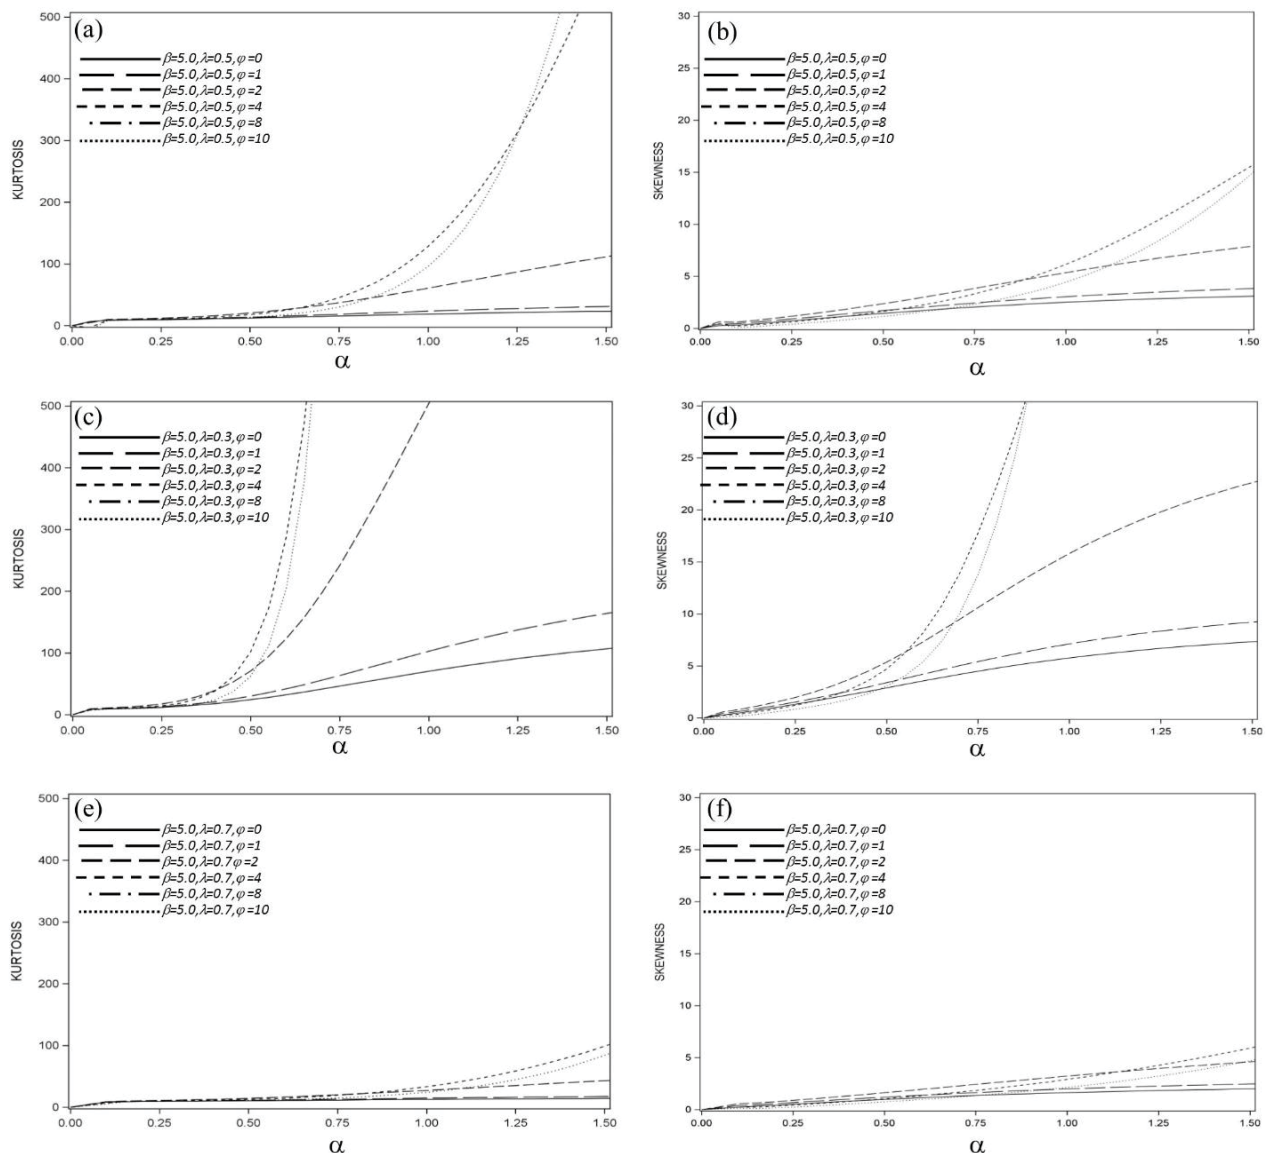 (a)
500
400
300
200
100
0
KURTOSIS
β=5.0,λ=0.5,φ=0
β=5.0,λ=0.5,φ=1
β=5.0,λ=0.5,φ=2
β=5.0,λ=0.5,φ=4
β=5.0,λ=0.5,φ=8
β=5.0,λ=0.5,φ=10
0.00 0.25 0.50 0.75 1.00 1.25 1.50
α
(b)
30
25
20
15
10
5
0
SKEWNESS
β=5.0,λ=0.5,φ=0
β=5.0,λ=0.5,φ=1
β=5.0,λ=0.5,φ=2
β=5.0,λ=0.5,φ=4
β=5.0,λ=0.5,φ=8
β=5.0,λ=0.5,φ=10
0.00 0.25 0.50 0.75 1.00 1.25 1.50
α
(c)
500
400
300
200
100
0
KURTOSIS
β=5.0,λ=0.3,φ=0
β=5.0,λ=0.3,φ=1
β=5.0,λ=0.3,φ=2
β=5.0,λ=0.3,φ=4
β=5.0,λ=0.3,φ=8
β=5.0,λ=0.3,φ=10
0.00 0.25 0.50 0.75 1.00 1.25 1.50
α
(d)
30
25
20
15
10
5
0
SKEWNESS
β=5.0,λ=0.3,φ=0
β=5.0,λ=0.3,φ=1
β=5.0,λ=0.3,φ=2
β=5.0,λ=0.3,φ=4
β=5.0,λ=0.3,φ=8
β=5.0,λ=0.3,φ=10
0.00 0.25 0.50 0.75 1.00 1.25 1.50
α
(e)
500
400
300
200
100
0
KURTOSIS
β=5.0,λ=0.7,φ=0
β=5.0,λ=0.7,φ=1
β=5.0,λ=0.7φ=2
β=5.0,λ=0.7,φ=4
β=5.0,λ=0.7,φ=8
β=5.0,λ=0.7,φ=10
0.00 0.25 0.50 0.75 1.00 1.25 1.50
α
(f)
30
25
20
15
10
5
0
SKEWNESS
β=5.0,λ=0.7,φ=0
β=5.0,λ=0.7,φ=1
β=5.0,λ=0.7,φ=2
β=5.0,λ=0.7,φ=4
β=5.0,λ=0.7,φ=8
β=5.0,λ=0.7,φ=10
0.00 0.25 0.50 0.75 1.00 1.25 1.50
α